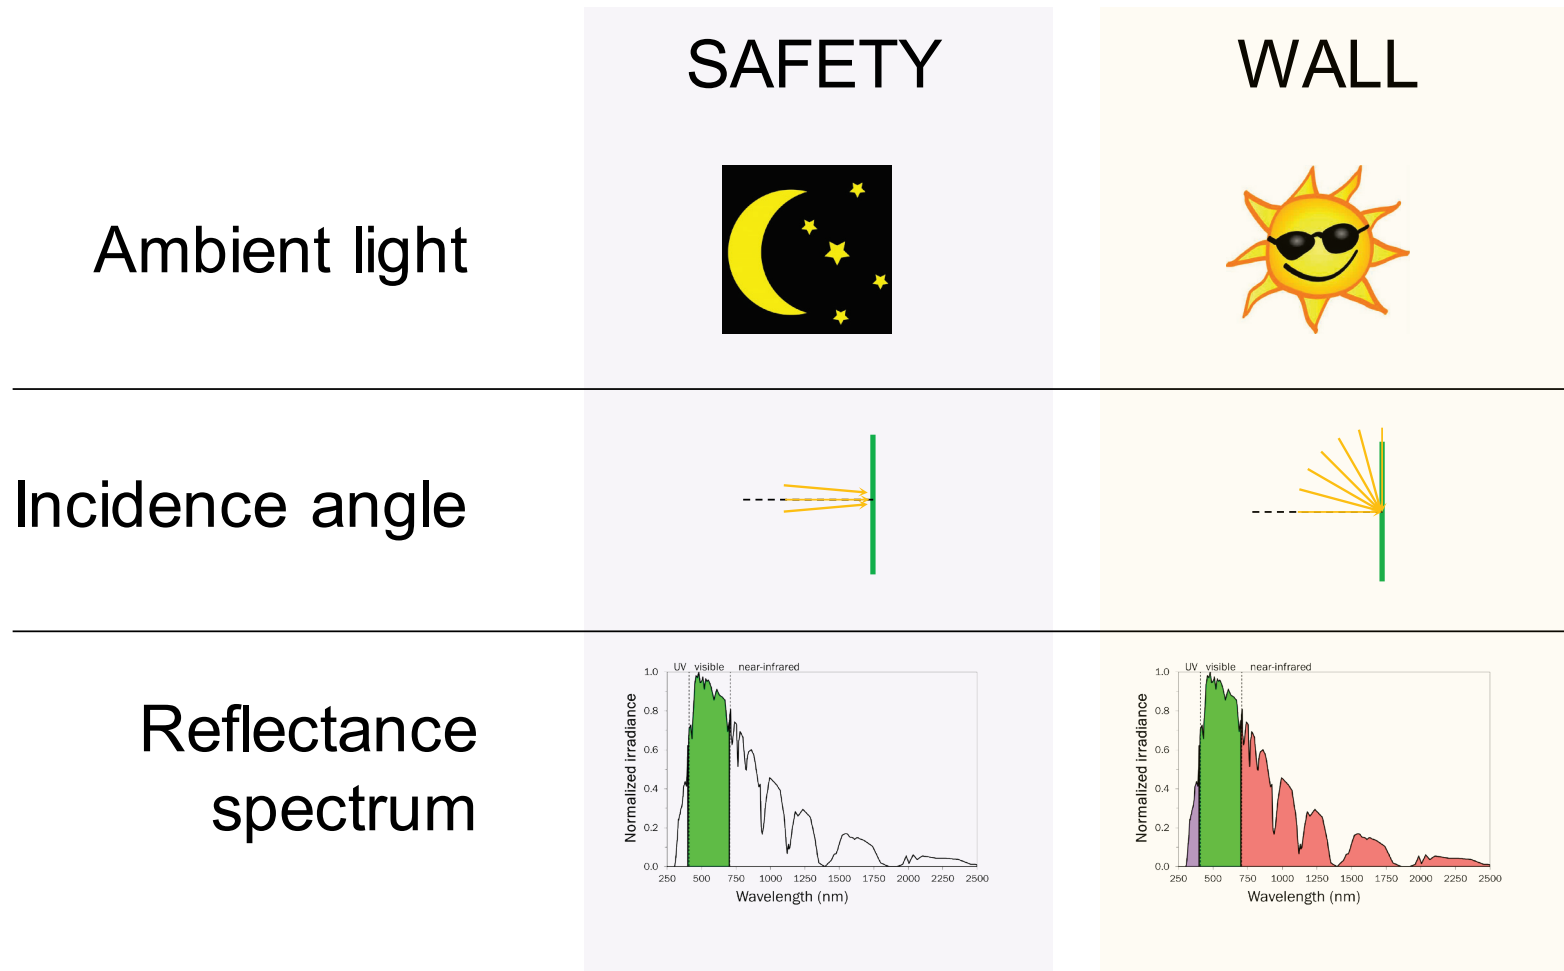 SAFETY
WALL
Ambient light
Incidence angle
Reflectance
spectrum
UV visible near-infrared
1.0
0.8
0.6
0.4
0.2
0.0
Normalized irradiance
250 500 750 1000 1250 1500 1750 2000 2250 2500
Wavelength (nm)
UV visible near-infrared
1.0
0.8
0.6
0.4
0.2
0.0
Normalized irradiance
250 500 750 1000 1250 1500 1750 2000 2250 2500
Wavelength (nm)